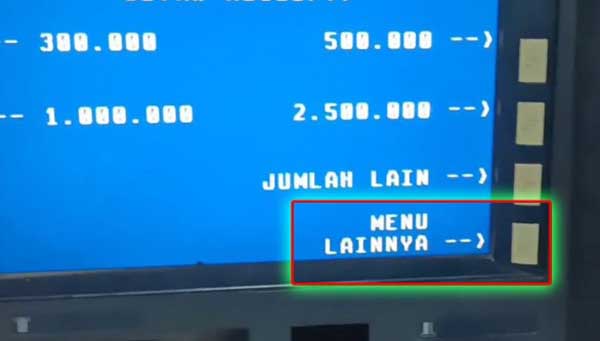 -- 300.000 500.000 -->
-- 1.000.000 2.500.000 -->
JUMLAH LAIN -->
MENU
LAINNYA -->